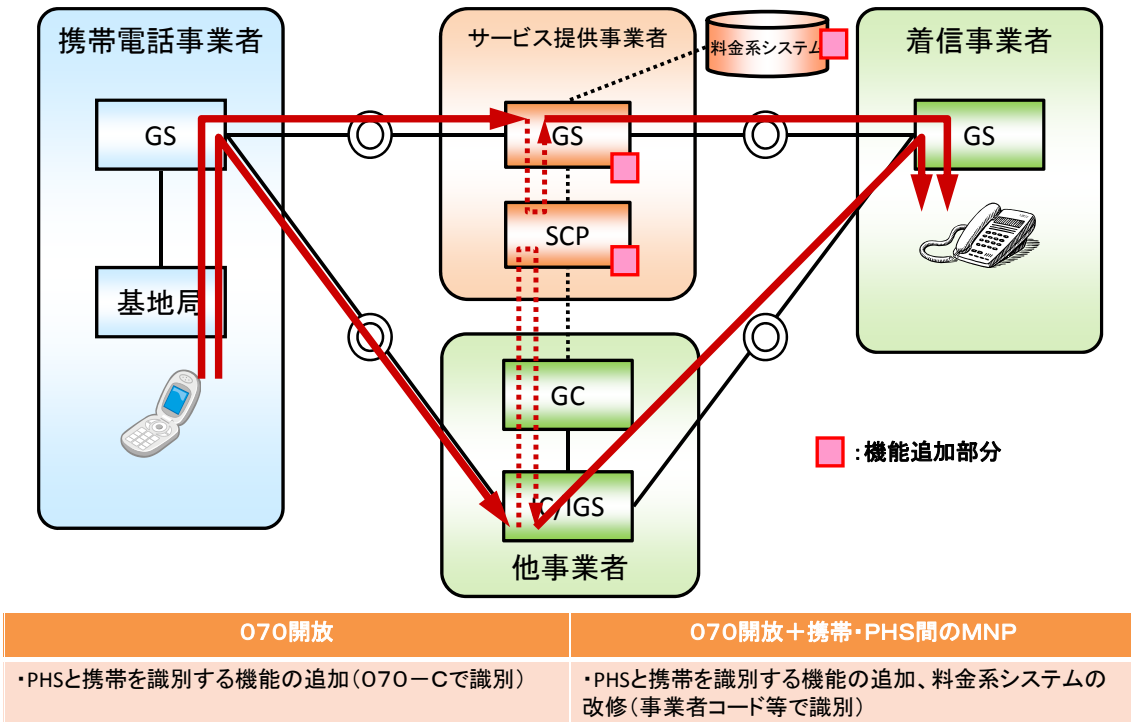 携帯電話事業者
サービス提供事業者
料金系システム
着信事業者
GS
GS
GS
SCP
基地局
GC
IC/IGS
他事業者
:機能追加部分
070開放
070開放+携帯・PHS間のMNP
・PHSと携帯を識別する機能の追加(070-Cで識別)
・PHSと携帯を識別する機能の追加、料金系システムの
改修(事業者コード等で識別)